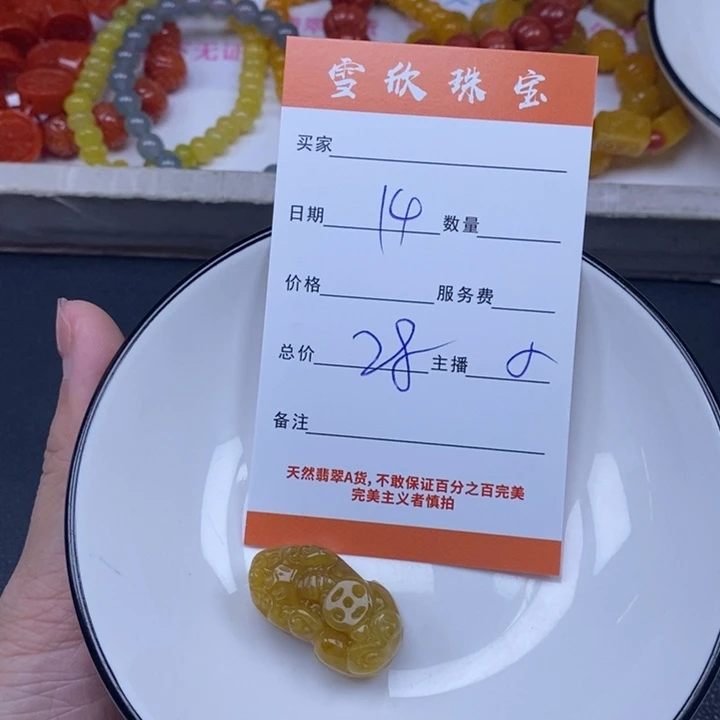 无证
雪欣珠宝
买家
日期 14 数量
价格 服务费
总价 28 主播
备注
天然翡翠A货,不敢保证百分之百完美
完美主义者慎拍